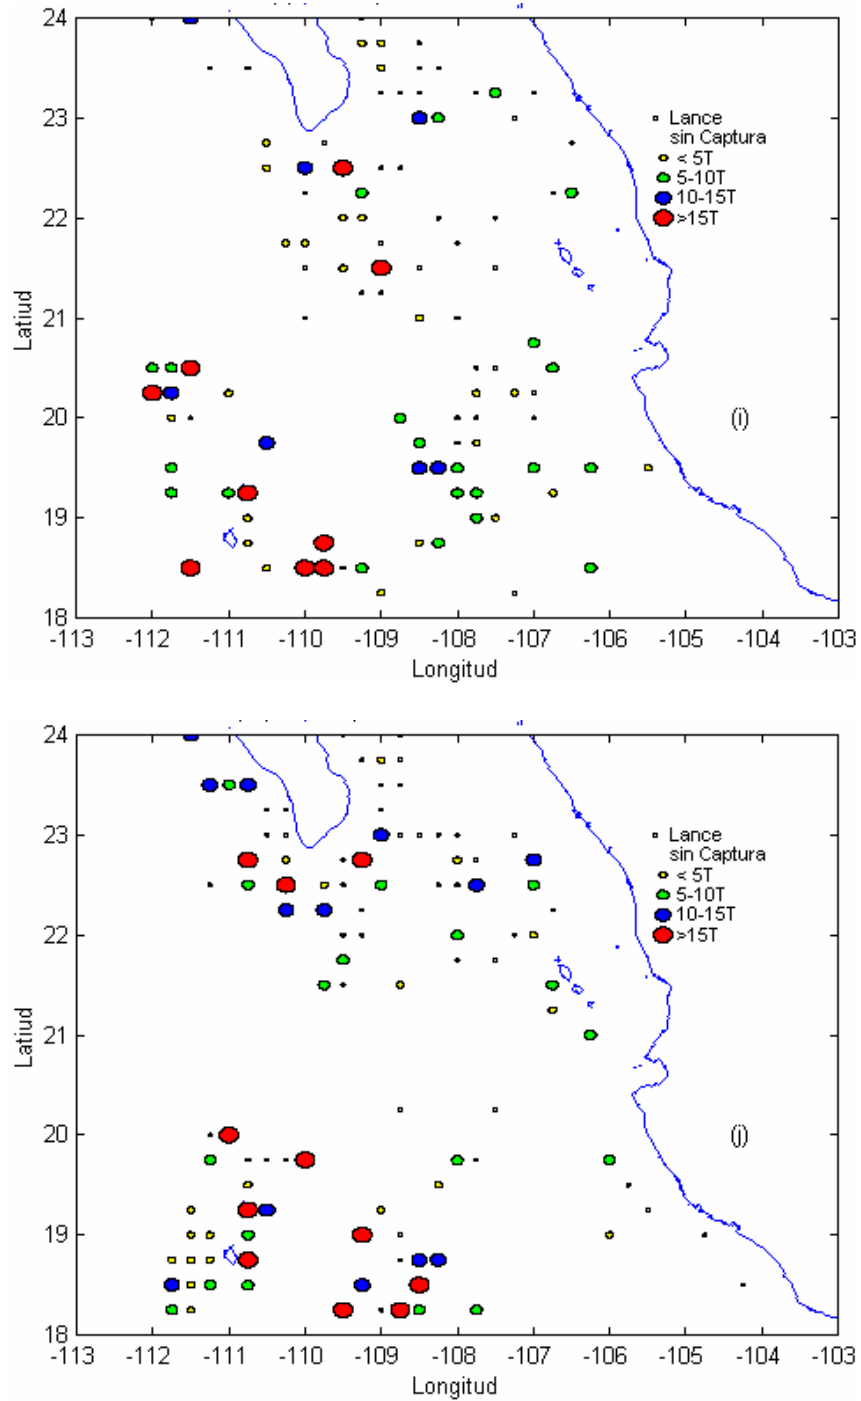 24
23
22
21
20
19
18
Latiud
-113 -112 -111 -110 -109 -108 -107 -106 -105 -104 -103
Longitud
Lance
sin Captura
< 5T
5-10T
10-15T
>15T
(i)
24
23
22
21
20
19
18
Latiud
-113 -112 -111 -110 -109 -108 -107 -106 -105 -104 -103
Longitud
Lance
sin Captura
< 5T
5-10T
10-15T
>15T
(j)